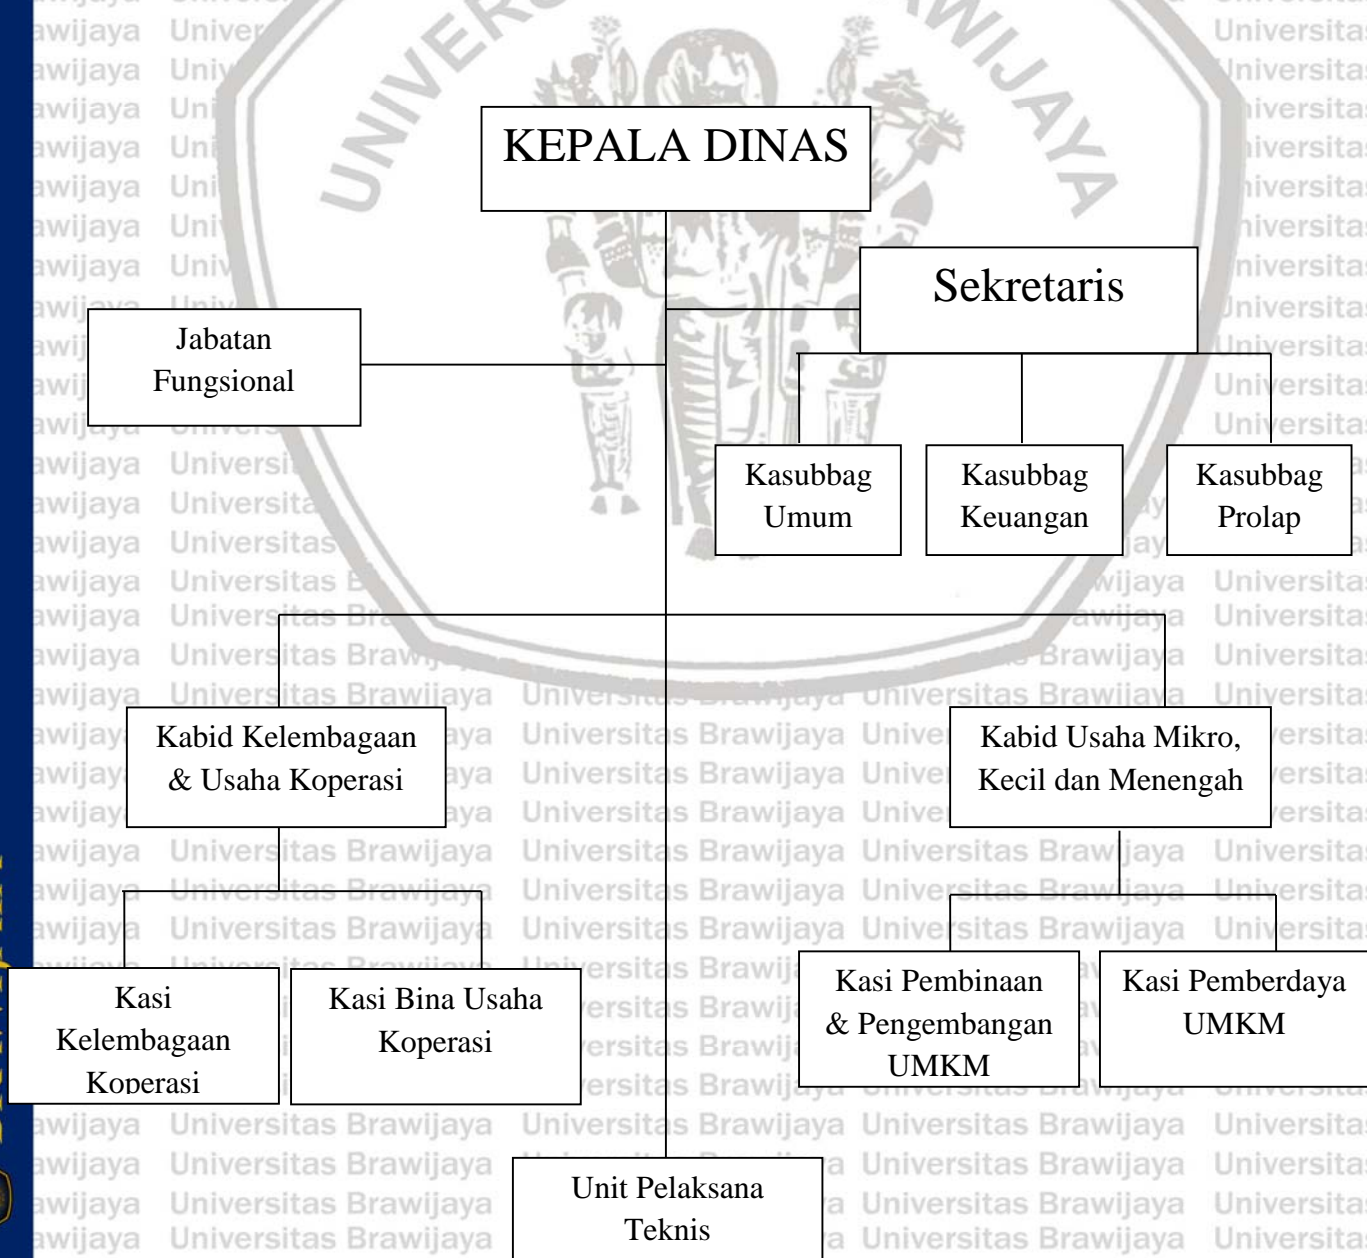 KEPALA DINAS
Sekretaris
Jabatan
Fungsional
Kasubbag
Umum
Kasubbag
Keuangan
Kasubbag
Prolap
Kabid Kelembagaan
& Usaha Koperasi
Kabid Usaha Mikro,
Kecil dan Menengah
Kasi
Kelembagaan
Koperasi
Kasi Bina Usaha
Koperasi
Kasi Pembinaan
& Pengembangan
UMKM
Kasi Pemberdaya
UMKM
Unit Pelaksana
Teknis